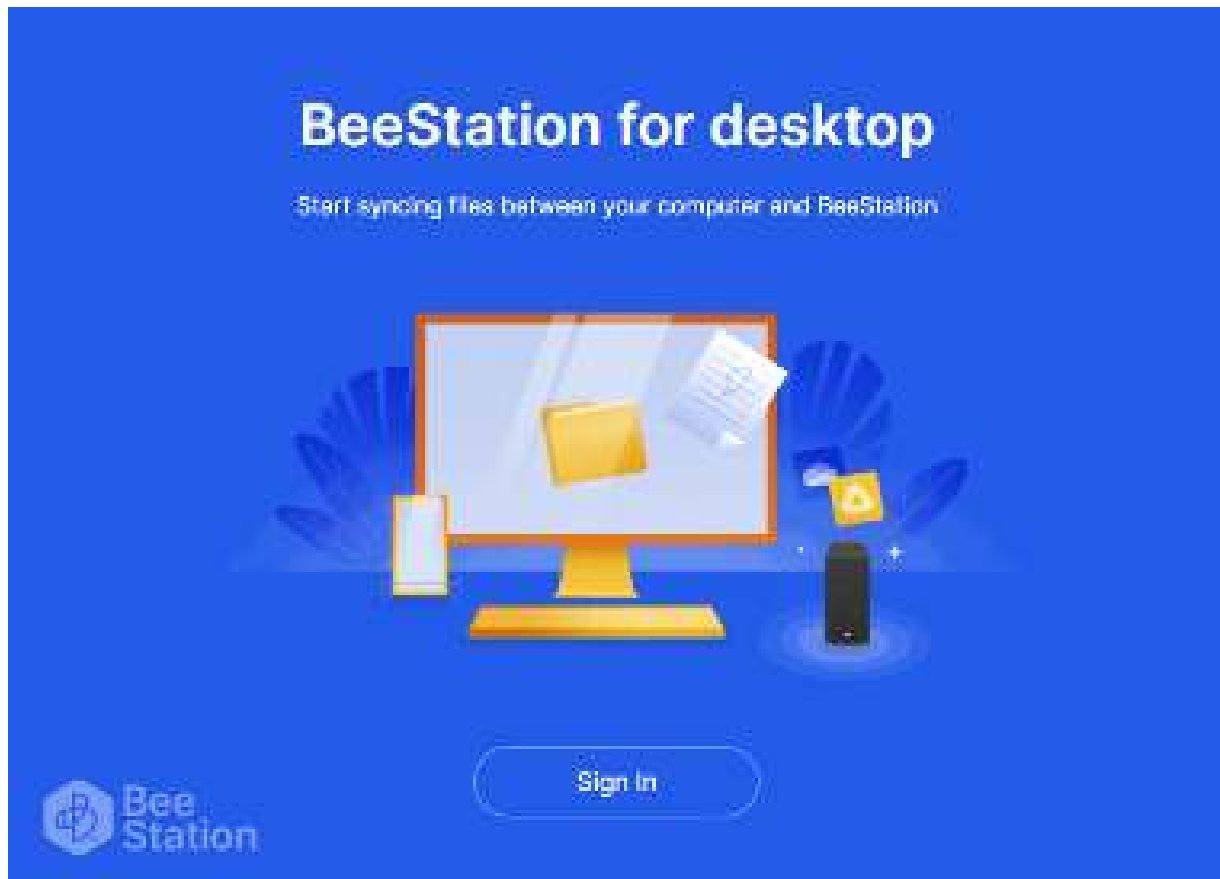 BeeStation for desktop
Start syncing files between your computer and BeeStation
Sign In
Bee
Station